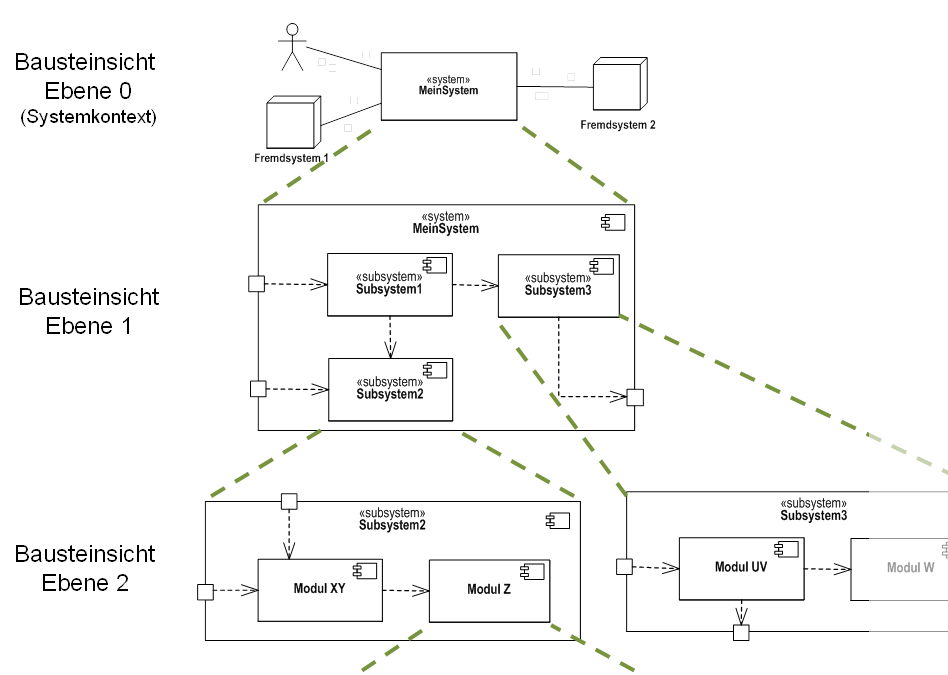 Bausteinsicht
Ebene 0
(Systemkontext)
«system»
MeinSystem
Fremdsystem 1
Fremdsystem 2
Bausteinsicht
Ebene 1
«system»
MeinSystem
«subsystem»
Subsystem1
«subsystem»
Subsystem3
«subsystem»
Subsystem2
Bausteinsicht
Ebene 2
«subsystem»
Subsystem2
Modul XY
Modul Z
«subsystem»
Subsystem3
Modul UV
Modul W